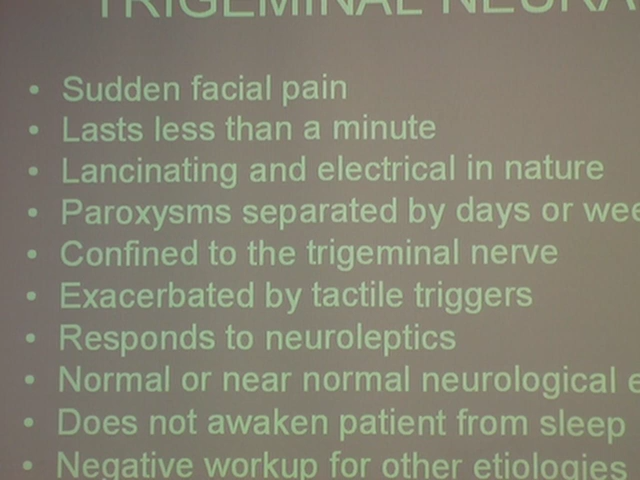 TRIGEMINAL NEURA
• Sudden facial pain
• Lasts less than a minute
• Lancinating and electrical in nature
• Paroxysms separated by days or wee
• Confined to the trigeminal nerve
• Exacerbated by tactile triggers
• Responds to neuroleptics
• Normal or near normal neurological e
• Does not awaken patient from sleep
• Negative workup for other etiologies